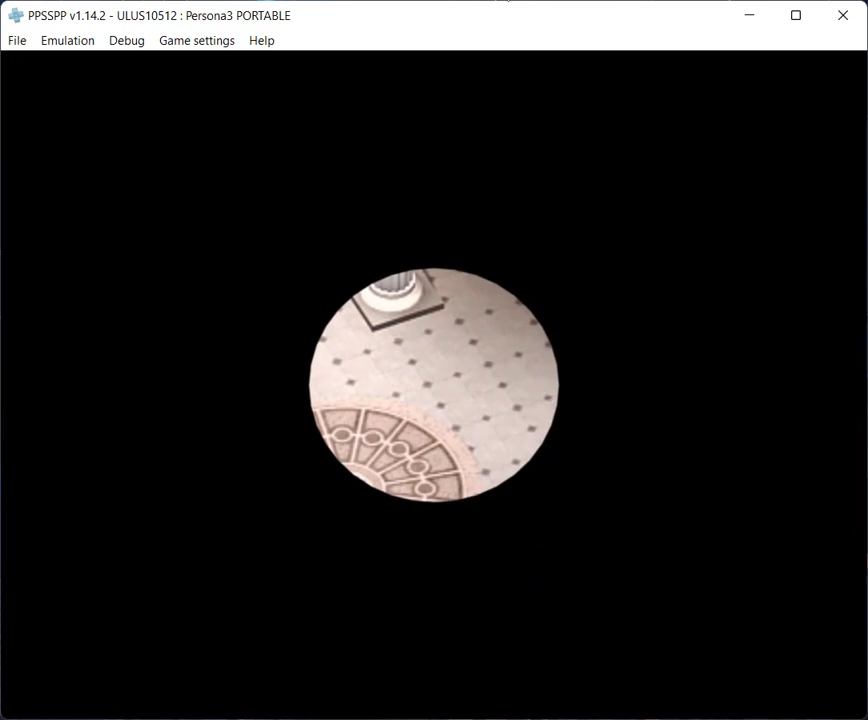 PPSSPP v1.14.2 - ULUS10512 : Persona3 PORTABLE
File Emulation Debug Game settings Help